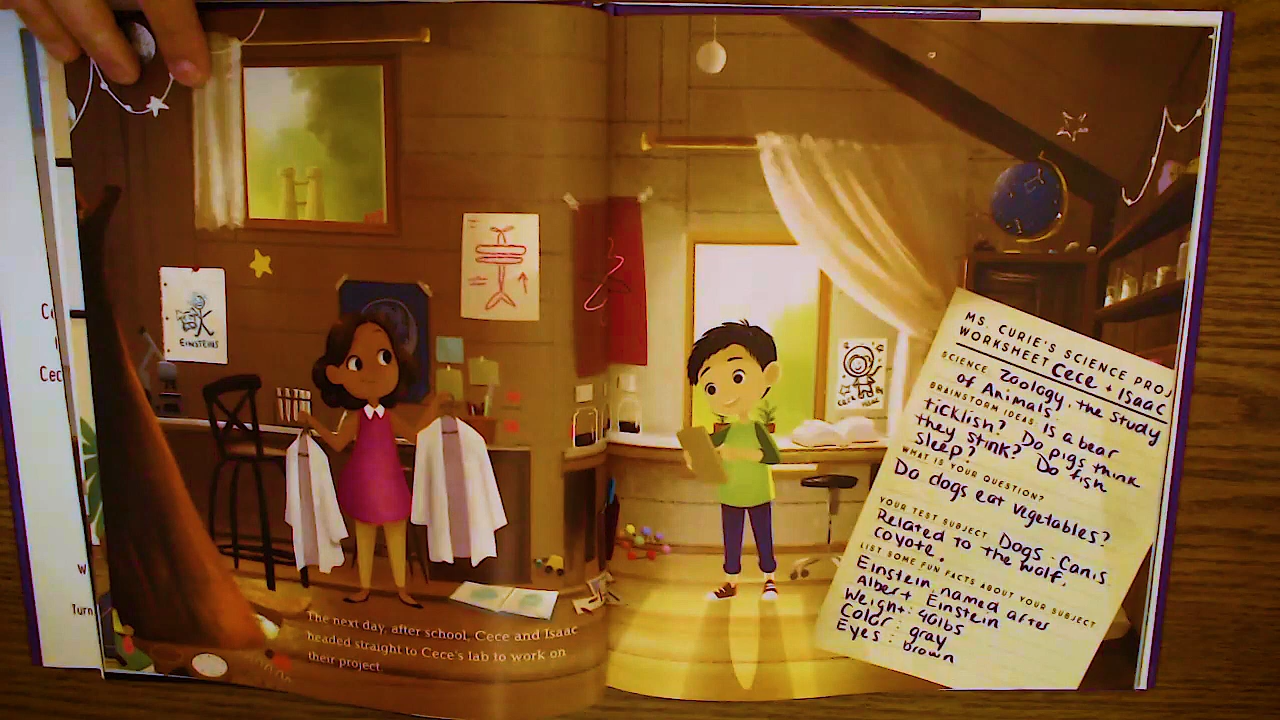 EINSTEINS
The next day, after school, Cece and Isaac
headed straight to Cece's lab to work on
their project.
MS. CURIE'S SCIENCE PROJ
WORKSHEET Cece + Isaac
SCIENCE Zoology, the study
of Animals
BRAINSTORM IDEAS Is a bear
ticklish? Do pigs think
they stink? Do fish
sleep?
WHAT IS YOUR QUESTION?
Do dogs eat vegetables?
YOUR TEST SUBJECT Dogs: Canis
Related to the wolf,
coyote.
LIST SOME FUN FACTS ABOUT YOUR SUBJECT
Einstein, named after
Albert Einstein
Weight: 40lbs
Color: gray
Eyes: brown